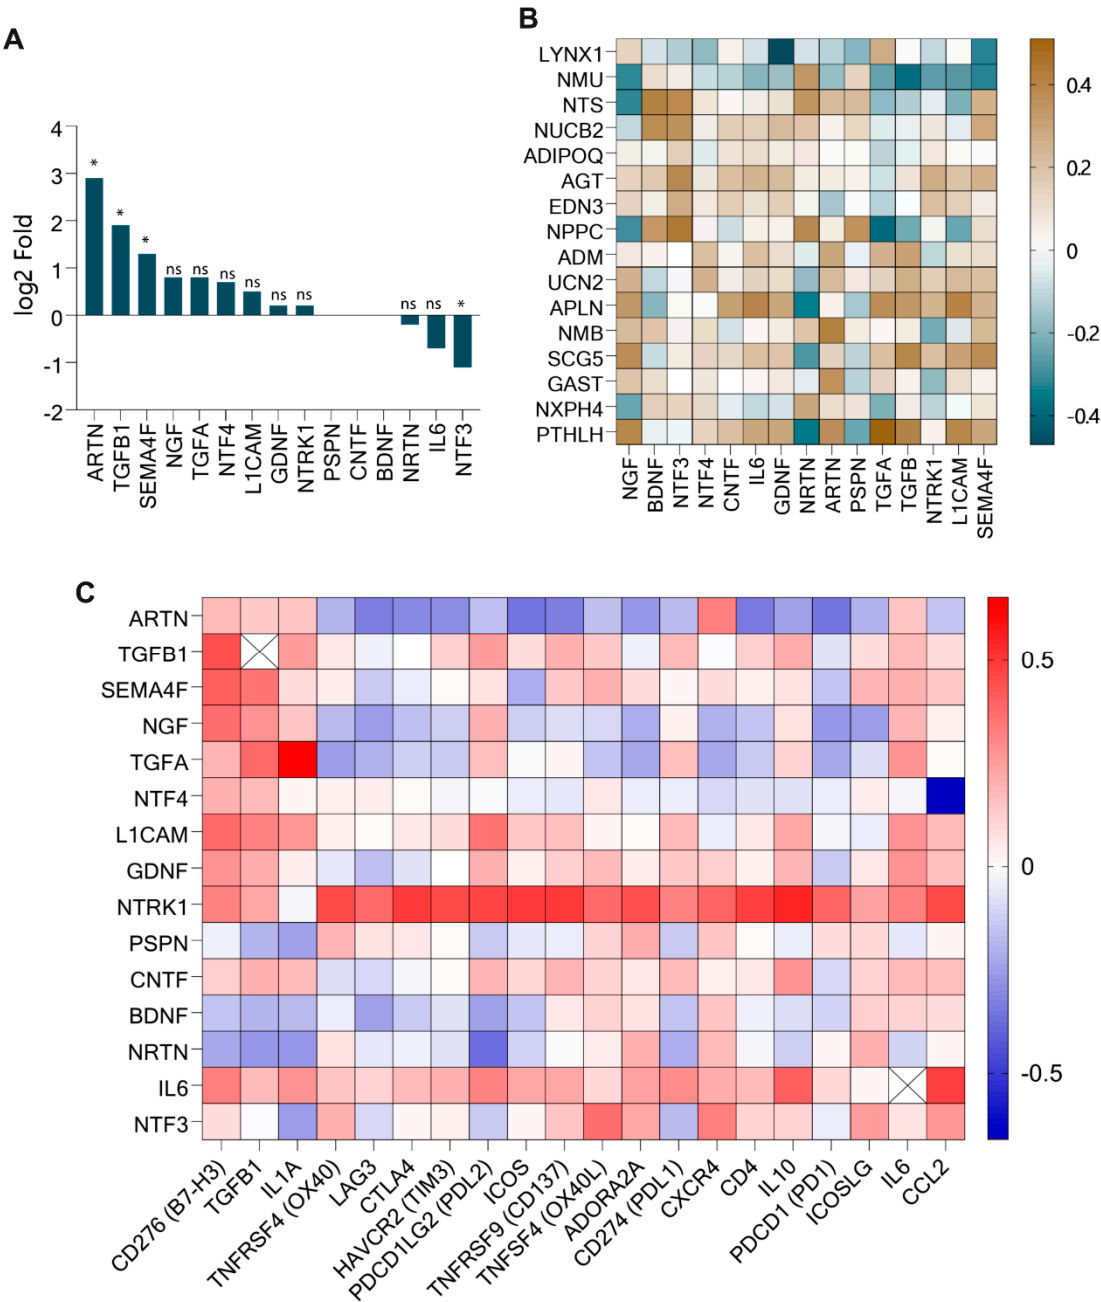 A
log2 Fold
4
3
2
1
0
-1
-2
*
*
*
ns
ns
ns
ns
ns
ns
ns
ns
*
ARTN
TGFB1
SEMA4F
NGF
TGFA
NTF4
L1CAM
GDNF
NTRK1
PSPN
CNTF
BDNF
NRTN
IL6
NTF3
B
LYNX1
NMU
NTS
NUCB2
ADIPOQ
AGT
EDN3
NPPC
ADM
UCN2
APLN
NMB
SCG5
GAST
NXPH4
PTHLH
NGF
BDNF
NTF3
NTF4
CNTF
IL6
GDNF
NRTN
ARTN
PSPN
TGFA
TGFB
NTRK1
L1CAM
SEMA4F
0.4
0.2
0
-0.2
-0.4
C
ARTN
TGFB1
SEMA4F
NGF
TGFA
NTF4
L1CAM
GDNF
NTRK1
PSPN
CNTF
BDNF
NRTN
IL6
NTF3
CD276 (B7-H3)
TGFB1
IL1A
TNFRSF4 (OX40)
LAG3
CTLA4
HAVCR2 (TIM3)
PDCD1LG2 (PDL2)
ICOS
TNFRSF9 (CD137)
TNFSF4 (OX40L)
ADORA2A
CD274 (PDL1)
CXCR4
CD4
IL10
PDCD1 (PD1)
ICOSLG
IL6
CCL2
0.5
0
-0.5